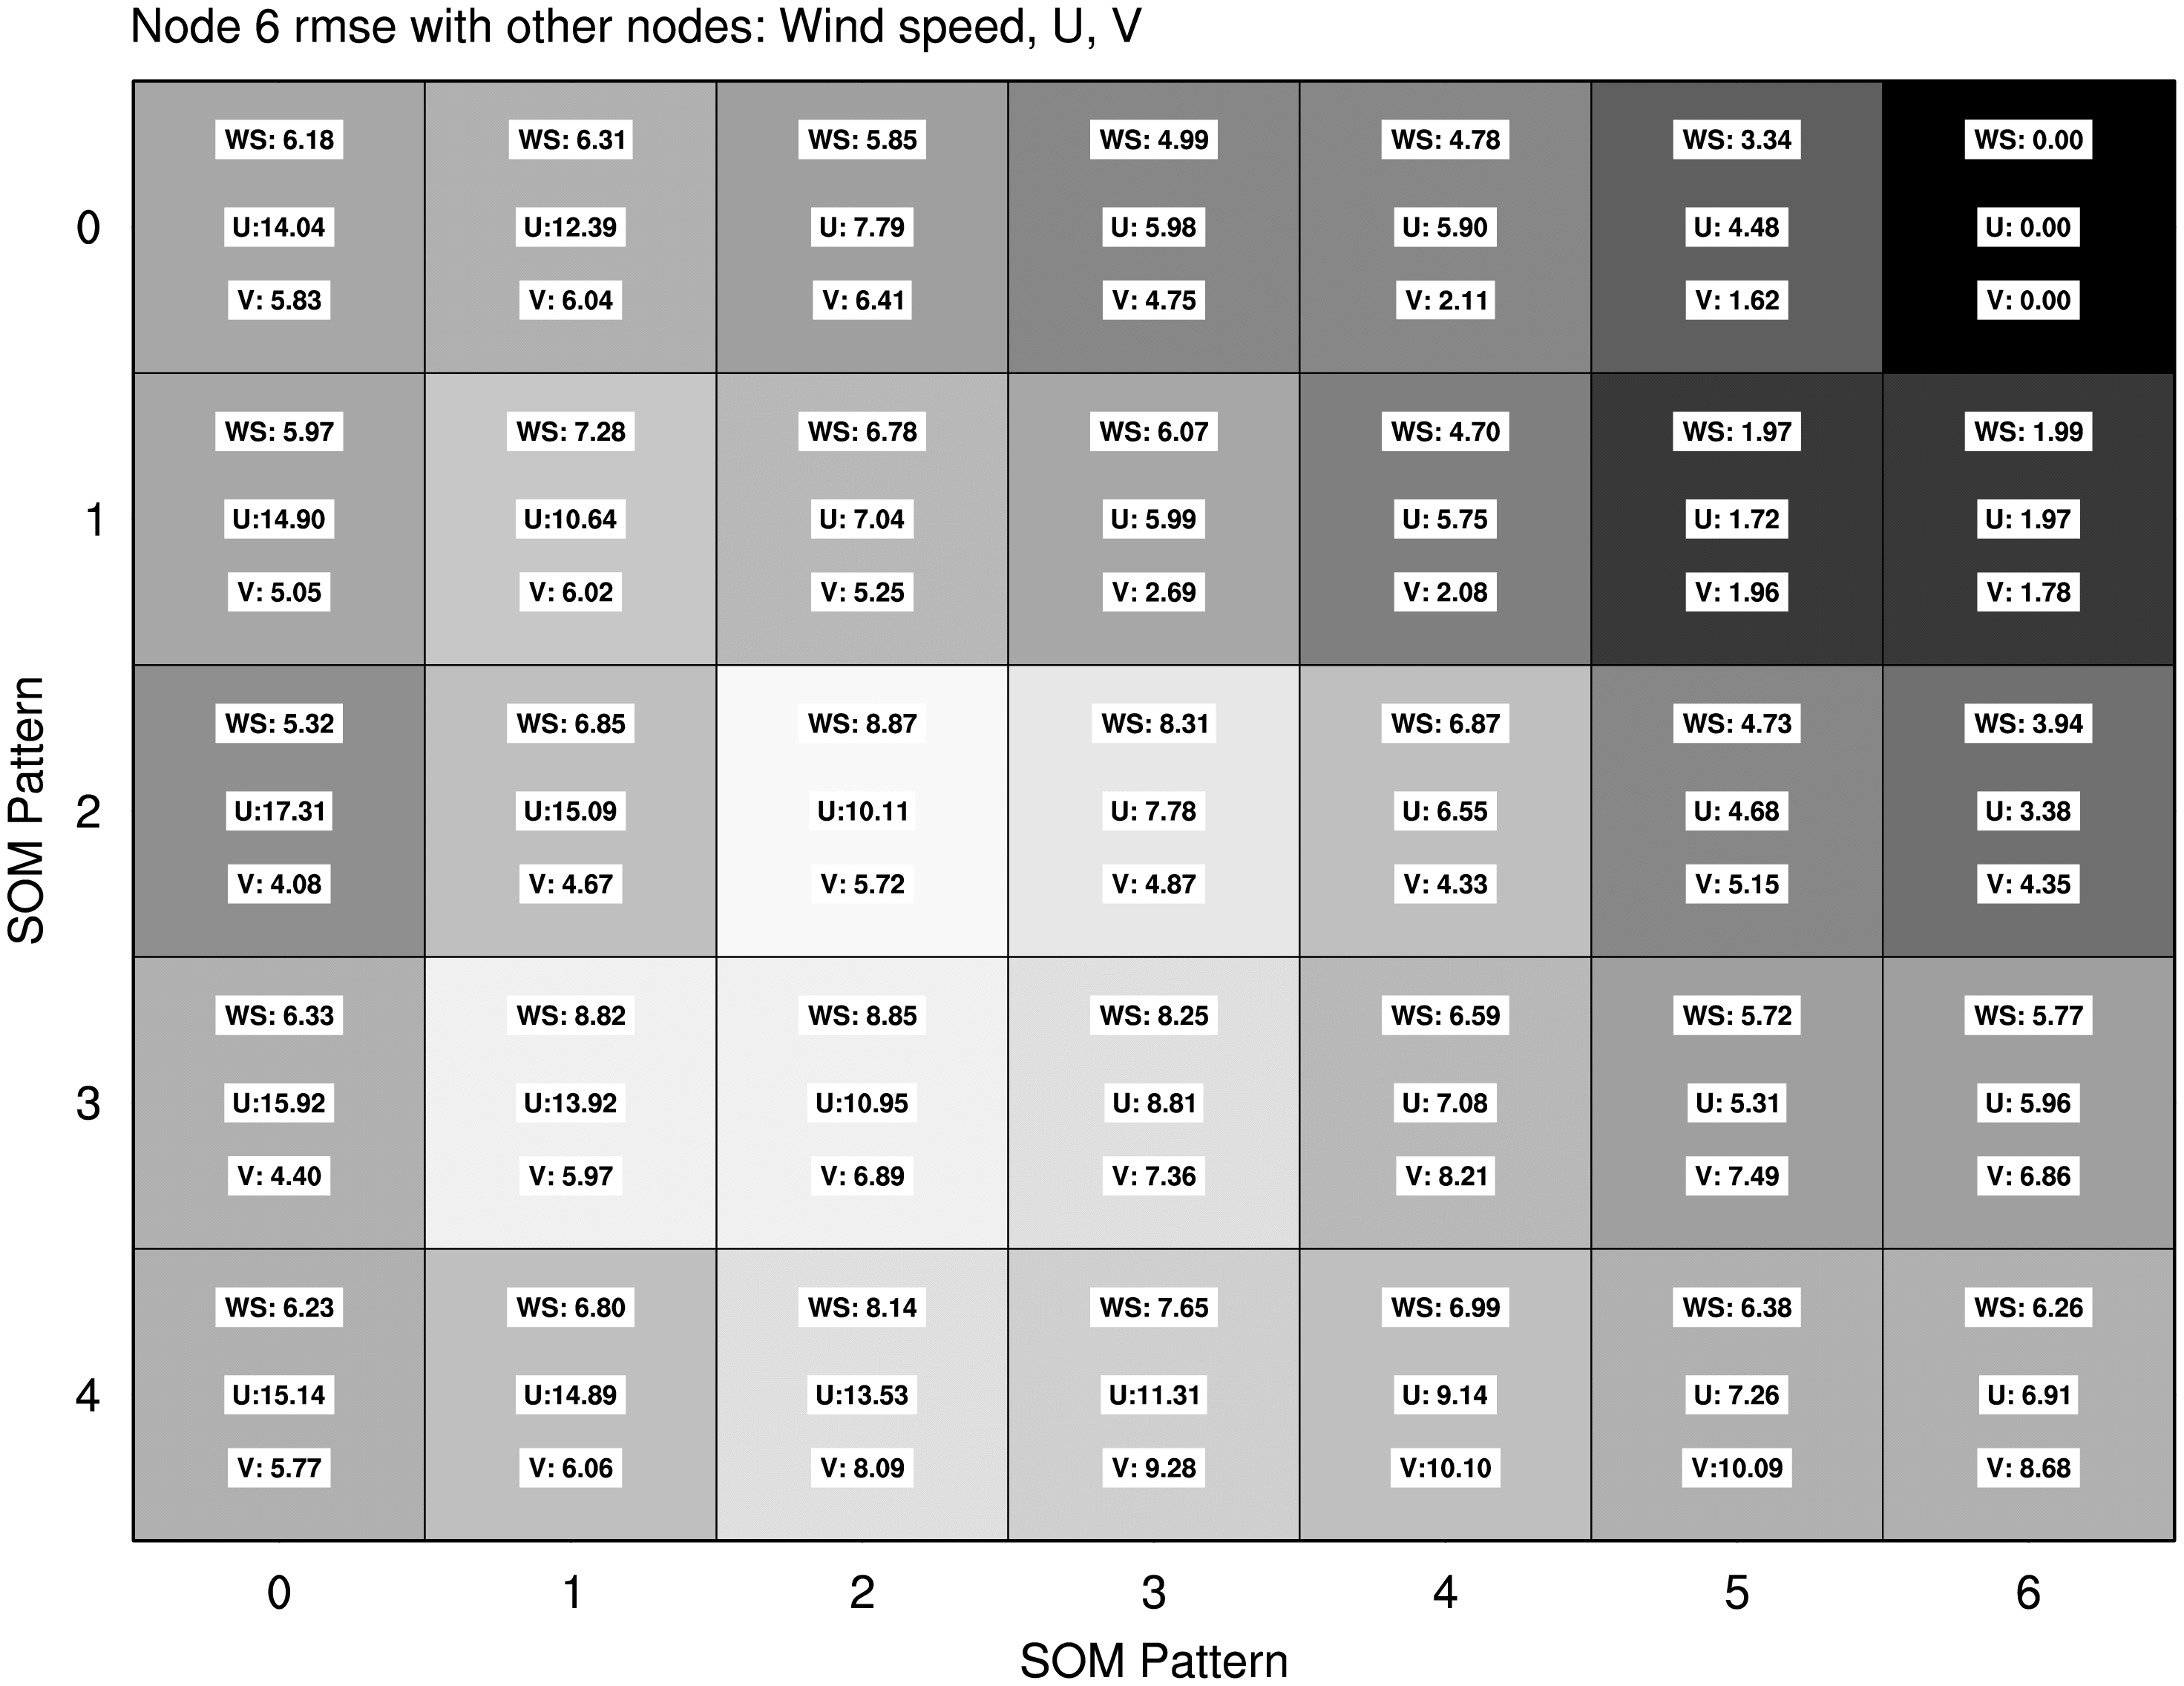 Node 6 rmse with other nodes: Wind speed, U, V
WS: 6.18 WS: 6.31 WS: 5.85 WS: 4.99 WS: 4.78 WS: 3.34 WS: 0.00
0 U:14.04 U:12.39 U: 7.79 U: 5.98 U: 5.90 U: 4.48 U: 0.00
V: 5.83 V: 6.04 V: 6.41 V: 4.75 V: 2.11 V: 1.62 V: 0.00
WS: 5.97 WS: 7.28 WS: 6.78 WS: 6.07 WS: 4.70 WS: 1.97 WS: 1.99
1 U:14.90 U:10.64 U: 7.04 U: 5.99 U: 5.75 U: 1.72 U: 1.97
V: 5.05 V: 6.02 V: 5.25 V: 2.69 V: 2.08 V: 1.96 V: 1.78
SOM Pattern
WS: 5.32 WS: 6.85 WS: 8.87 WS: 8.31 WS: 6.87 WS: 4.73 WS: 3.94
2 U:17.31 U:15.09 U:10.11 U: 7.78 U: 6.55 U: 4.68 U: 3.38
V: 4.08 V: 4.67 V: 5.72 V: 4.87 V: 4.33 V: 5.15 V: 4.35
WS: 6.33 WS: 8.82 WS: 8.85 WS: 8.25 WS: 6.59 WS: 5.72 WS: 5.77
3 U:15.92 U:13.92 U:10.95 U: 8.81 U: 7.08 U: 5.31 U: 5.96
V: 4.40 V: 5.97 V: 6.89 V: 7.36 V: 8.21 V: 7.49 V: 6.86
WS: 6.23 WS: 6.80 WS: 8.14 WS: 7.65 WS: 6.99 WS: 6.38 WS: 6.26
4 U:15.14 U:14.89 U:13.53 U:11.31 U: 9.14 U: 7.26 U: 6.91
V: 5.77 V: 6.06 V: 8.09 V: 9.28 V:10.10 V:10.09 V: 8.68
0 1 2 3 4 5 6
SOM Pattern